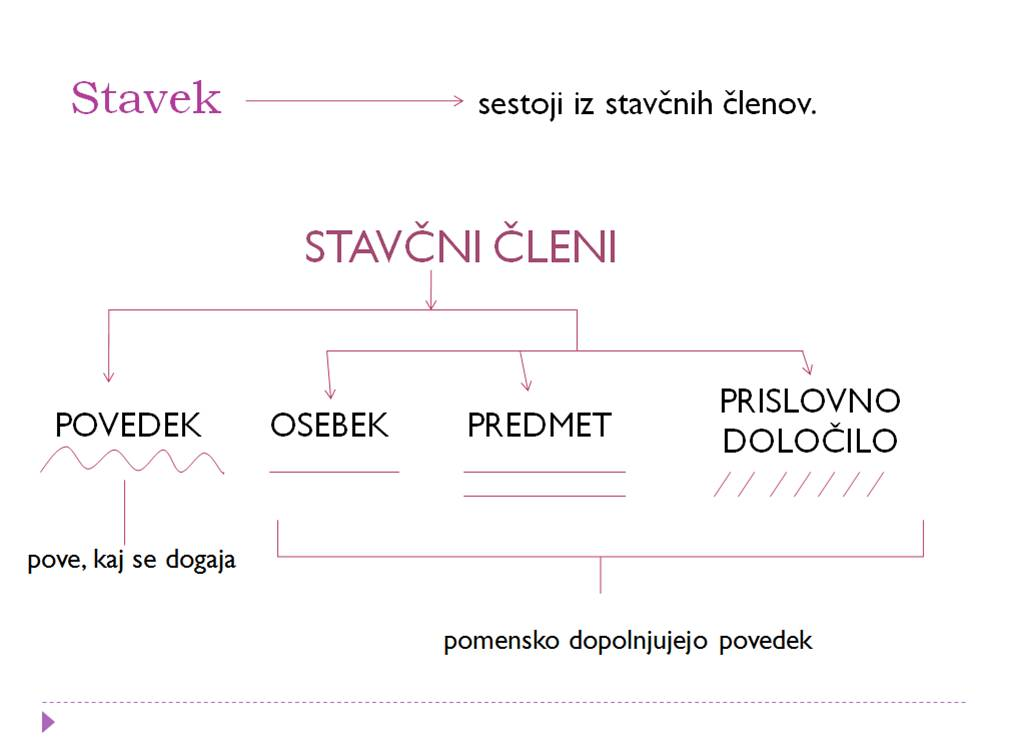 Stavek
sestoji iz stavčnih členov.
STAVČNI ČLENI
POVEDEK
OSEBEK
PREDMET
PRISLOVNO
DOLOČILO
pove, kaj se dogaja
pomensko dopolnjujejo povedek